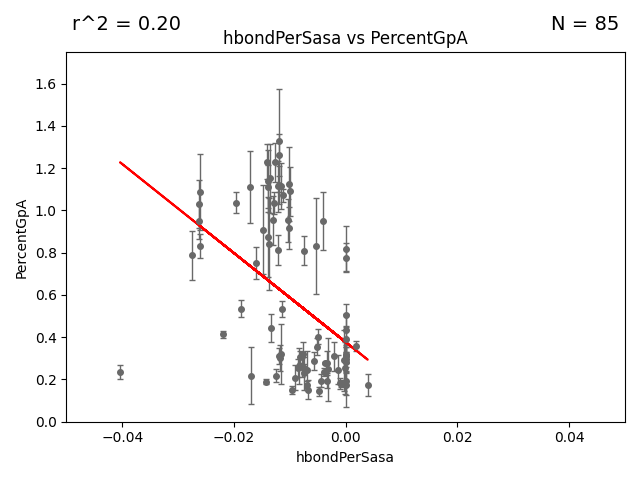 r^2 = 0.20
N = 85
hbondPerSasa vs PercentGpA
1.6
1.4
1.2
1.0
0.8
0.6
0.4
0.2
0.0
PercentGpA
−0.04
−0.02
0.00
0.02
0.04
hbondPerSasa